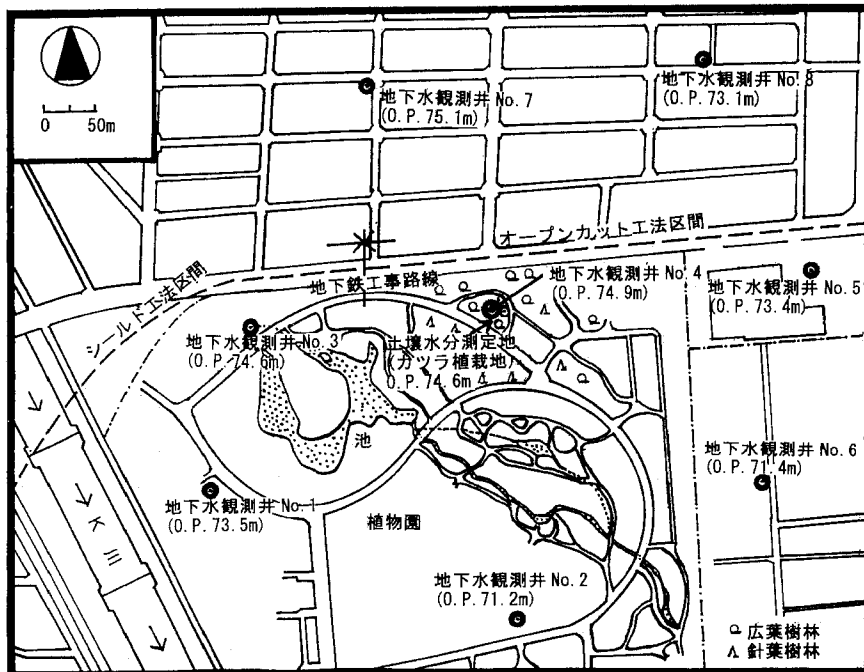 0 50m
地下水観測井 No.7
(O.P.75.1m)
地下水観測井 No.8
(O.P.73.1m)
オープンカット工法区間
シールド工法区間
地下鉄工事路線
地下水観測井 No.4
(O.P.74.9m)
地下水観測井 No.5
(O.P.73.4m)
地下水観測井 No.3
(O.P.74.6m)
土壌水分測定地
(カツラ植栽地)
O.P.74.6m
池
地下水観測井 No.6
(O.P.71.4m)
地下水観測井 No.1
(O.P.73.5m)
植物園
地下水観測井 No.2
(O.P.71.2m)
広葉樹林
針葉樹林